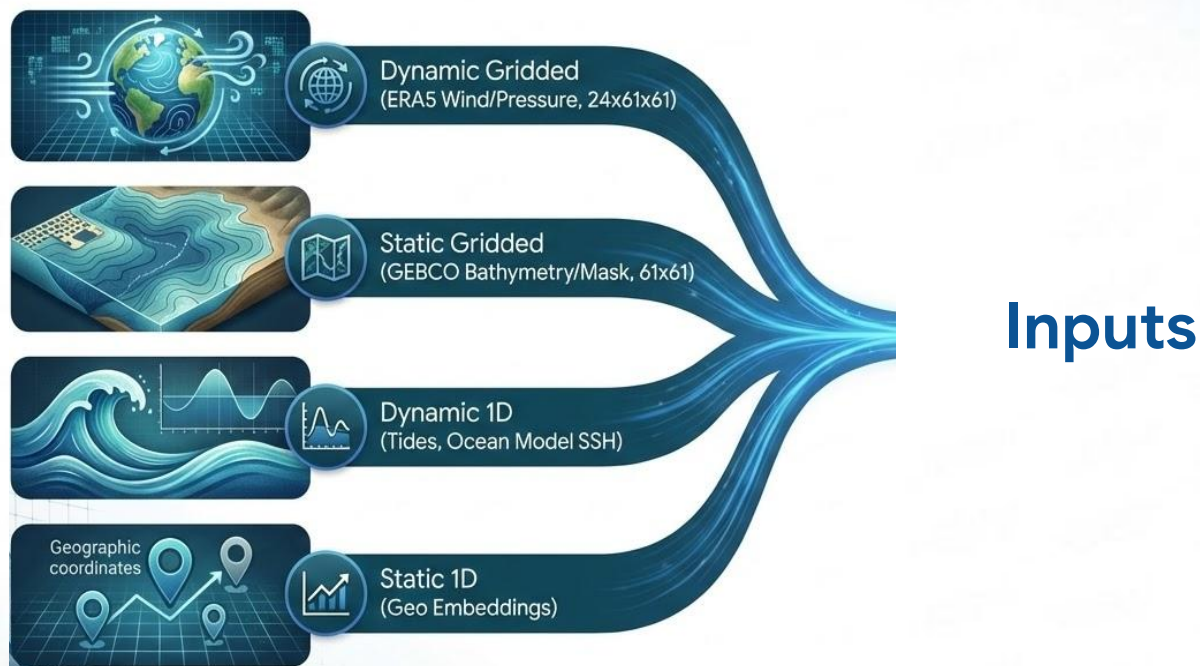 Dynamic Gridded
(ERA5 Wind/Pressure, 24x61x61)
Static Gridded
(GEBCO Bathymetry/Mask, 61x61)
Inputs
Dynamic 1D
(Tides, Ocean Model SSH)
Geographic
coordinates
Static 1D
(Geo Embeddings)